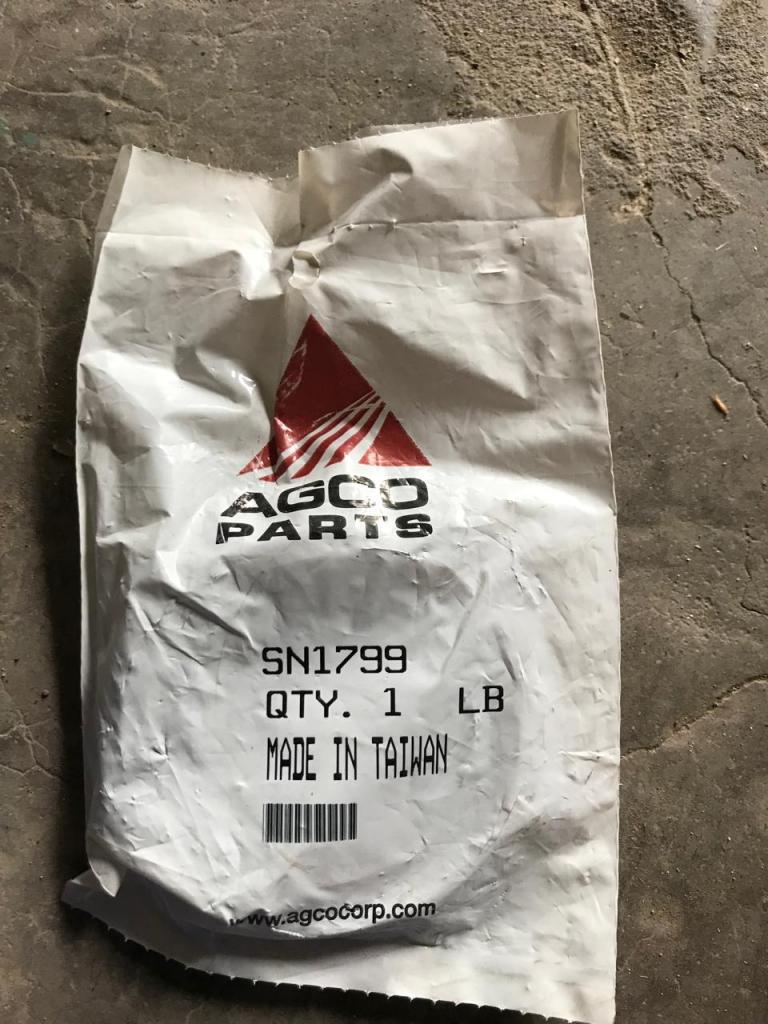 AGCO
PARTS
SN1799
QTY. 1 LB
MADE IN TAIWAN
www.agcocorp.com